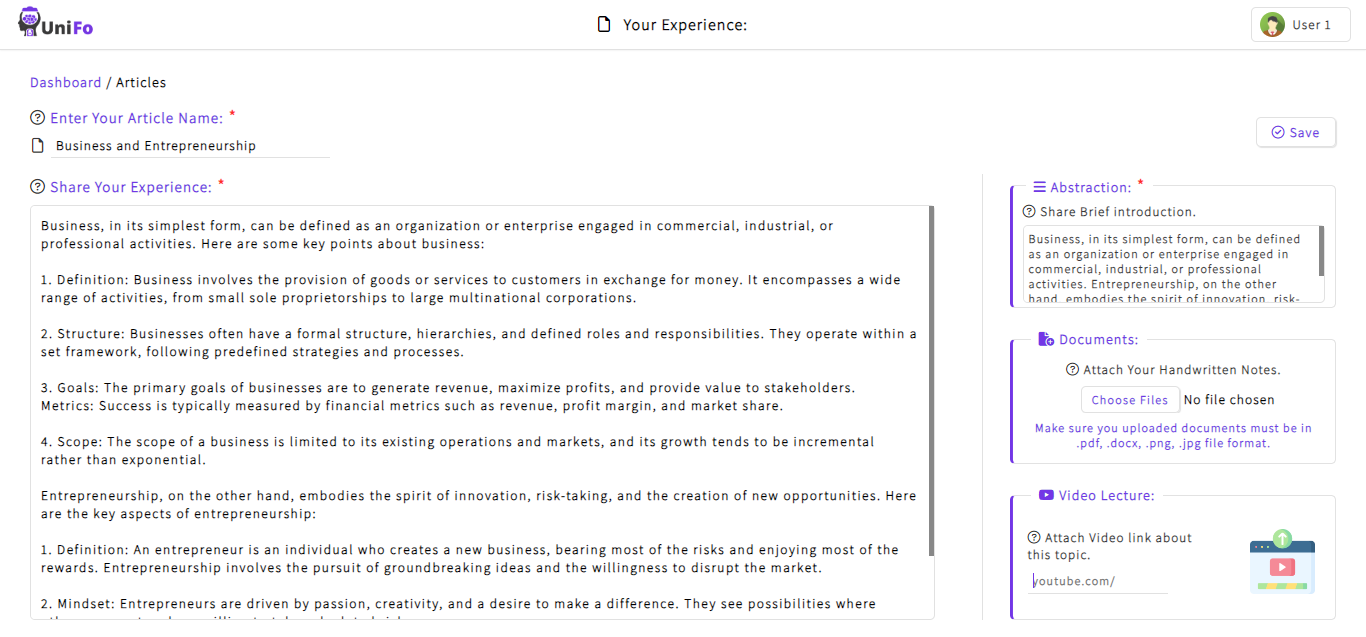 UniFo
Your Experience:
User 1
Dashboard / Articles
Enter Your Article Name: *
Business and Entrepreneurship
Save
Share Your Experience: *
Business, in its simplest form, can be defined as an organization or enterprise engaged in commercial, industrial, or
professional activities. Here are some key points about business:
1. Definition: Business involves the provision of goods or services to customers in exchange for money. It encompasses a wide
range of activities, from small sole proprietorships to large multinational corporations.
2. Structure: Businesses often have a formal structure, hierarchies, and defined roles and responsibilities. They operate within a
set framework, following predefined strategies and processes.
3. Goals: The primary goals of businesses are to generate revenue, maximize profits, and provide value to stakeholders.
Metrics: Success is typically measured by financial metrics such as revenue, profit margin, and market share.
4. Scope: The scope of a business is limited to its existing operations and markets, and its growth tends to be incremental
rather than exponential.
Entrepreneurship, on the other hand, embodies the spirit of innovation, risk-taking, and the creation of new opportunities. Here
are the key aspects of entrepreneurship:
1. Definition: An entrepreneur is an individual who creates a new business, bearing most of the risks and enjoying most of the
rewards. Entrepreneurship involves the pursuit of groundbreaking ideas and the willingness to disrupt the market.
2. Mindset: Entrepreneurs are driven by passion, creativity, and a desire to make a difference. They see possibilities where
Abstraction: *
Share Brief introduction.
Business, in its simplest form, can be defined
as an organization or enterprise engaged in
commercial, industrial, or professional
activities. Entrepreneurship, on the other
hand, embodies the spirit of innovation, risk-
Documents:
Attach Your Handwritten Notes.
Choose Files No file chosen
Make sure you uploaded documents must be in
.pdf, .docx, .png, .jpg file format.
Video Lecture:
Attach Video link about
this topic.
youtube.com/